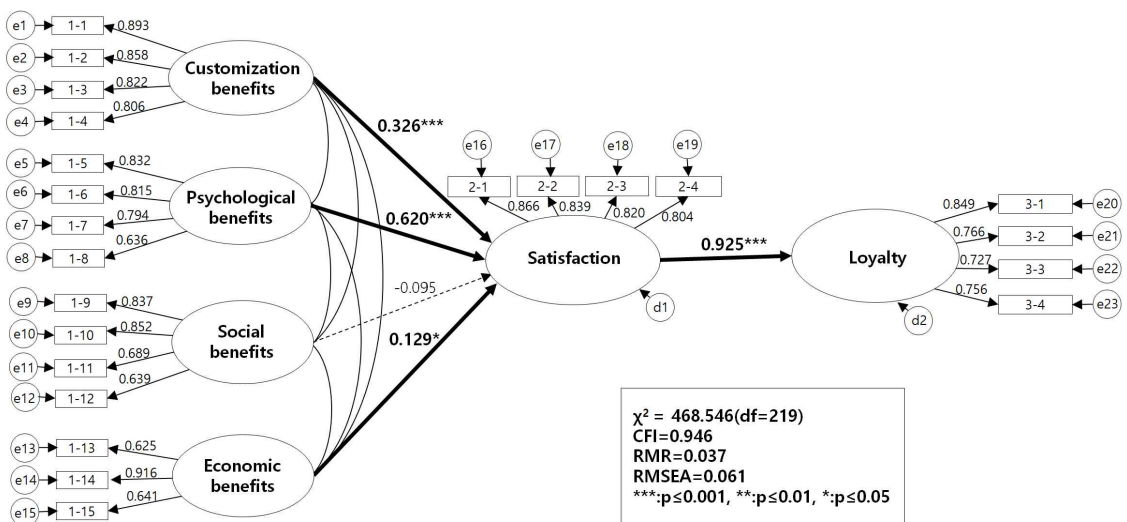 e1
1-1
0.893
e2
1-2
0.858
e3
1-3
0.822
e4
1-4
0.806
Customization
benefits
e5
1-5
0.832
e6
1-6
0.815
e7
1-7
0.794
e8
1-8
0.636
Psychological
benefits
e9
1-9
0.837
e10
1-10
0.852
e11
1-11
0.689
e12
1-12
0.639
Social
benefits
e13
1-13
0.625
e14
1-14
0.916
e15
1-15
0.641
Economic
benefits
0.326***
0.620***
-0.095
0.129*
e16
e17
e18
e19
2-1
2-2
2-3
2-4
0.866
0.839
0.820
0.804
Satisfaction
d1
0.925***
Loyalty
d2
0.849
3-1
e20
0.766
3-2
e21
0.727
3-3
e22
0.756
3-4
e23
χ² = 468.546(df=219)
CFI=0.946
RMR=0.037
RMSEA=0.061
***:p≤0.001, **:p≤0.01, *:p≤0.05